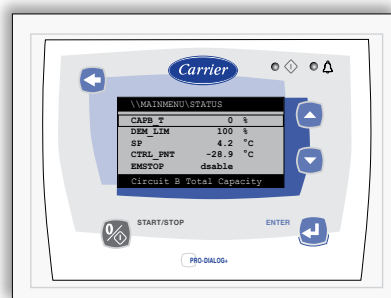 Carrier
\\MAINMENU\STATUS
CAPB_T 0 %
DEM_LIM 100 %
SP 4.2 °C
CTRL_PNT -28.9 °C
EMSTOP dsable
Circuit B Total Capacity
START/STOP
ENTER
PRO-DIALOG+